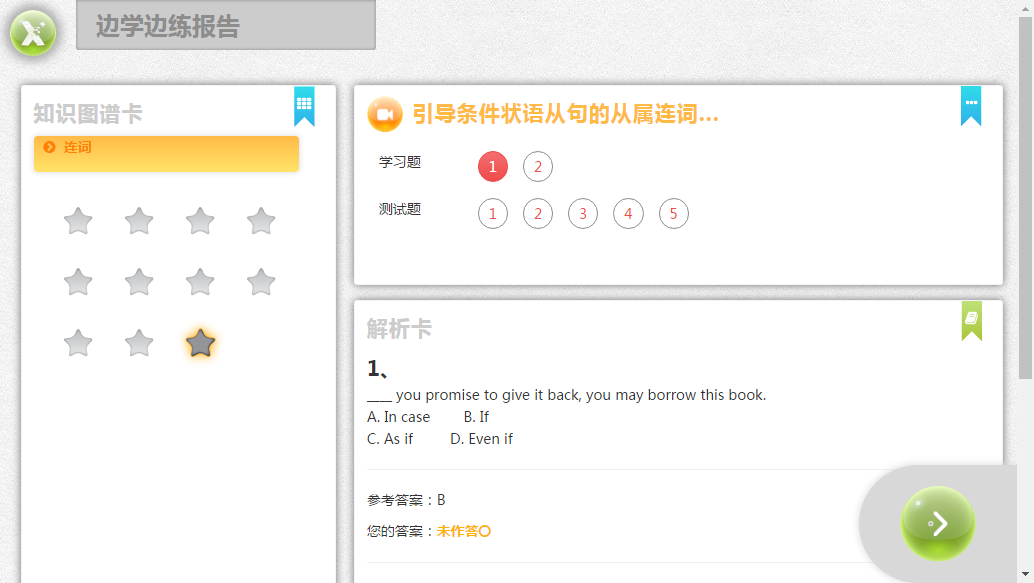 边学边练报告
知识图谱卡
连词
引导条件状语从句的从属连词...
学习题 1 2
测试题 1 2 3 4 5
解析卡
1、
____ you promise to give it back, you may borrow this book.
A. In case B. If
C. As if D. Even if
参考答案：B
您的答案：未作答〇